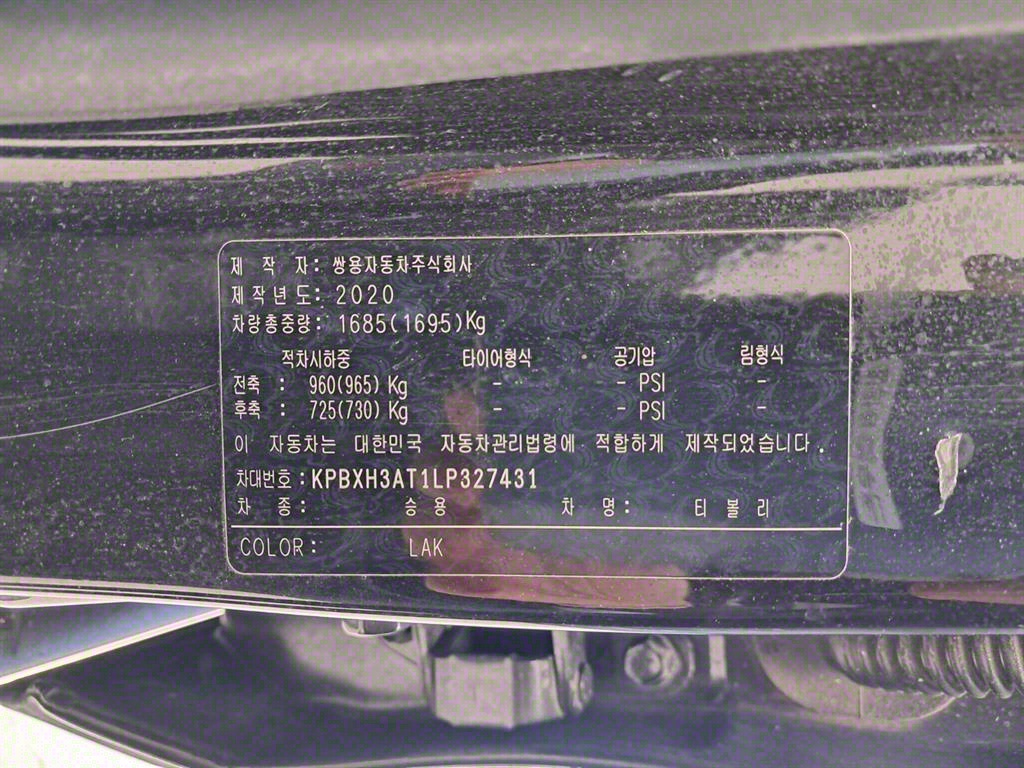 제 작 자: 쌍용자동차주식회사
제작년도: 2020
차량총중량: 1685(1695)Kg
적차시하중 타이어형식 공기압 림형식
전축 : 960(965) Kg - - PSI -
후축 : 725(730) Kg - - PSI -
이 자동차는 대한민국 자동차관리법령에 적합하게 제작되었습니다.
차대번호:KPBXH3AT1LP327431
차 종: 승 용 차 명: 티 볼 리
COLOR: LAK